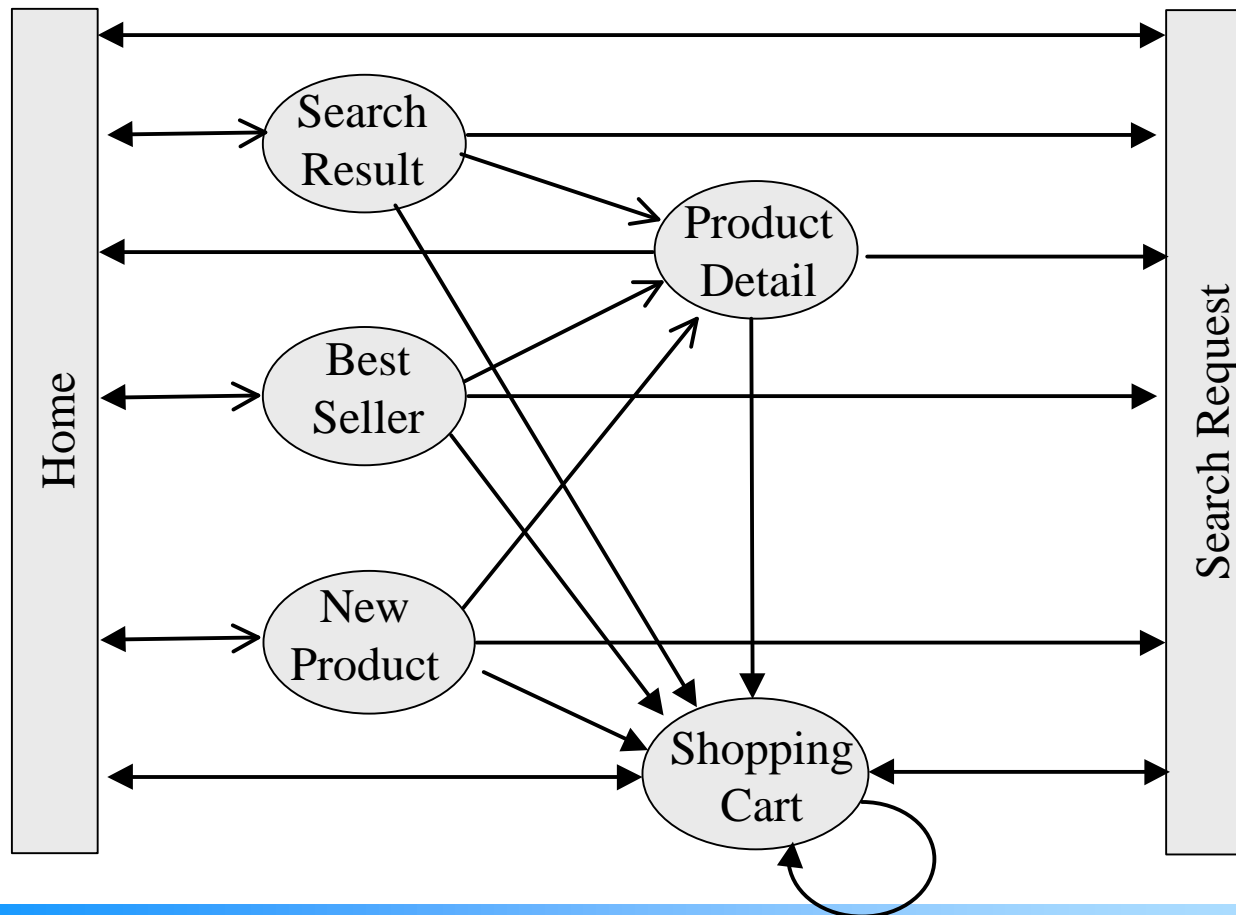 Home
Search
Result
Product
Detail
Best
Seller
New
Product
Shopping
Cart
Search Request